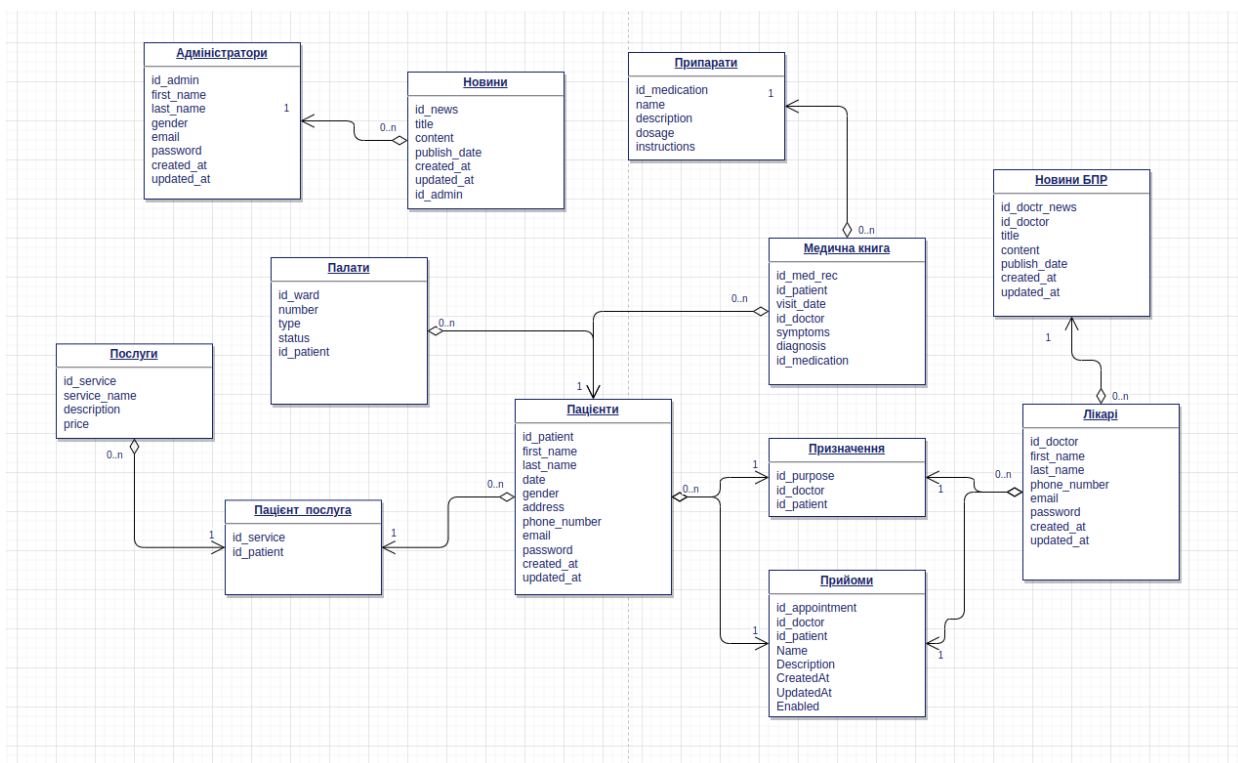 Адміністратори
id_admin
first_name
last_name
gender
email
password
created_at
updated_at
1
0..n
Новини
id_news
title
content
publish_date
created_at
updated_at
id_admin
Припарати
id_medication
name
description
dosage
instructions
1
0..n
Новини БПР
id_doctr_news
id_doctor
title
content
publish_date
created_at
updated_at
1
0..n
Палати
id_ward
number
type
status
id_patient
0..n
Медична книга
id_med_rec
id_patient
visit_date
id_doctor
symptoms
diagnosis
id_medication
0..n
1
Послуги
id_service
service_name
description
price
0..n
Пацієнт_послуга
id_service
id_patient
1
1
0..n
Пацієнти
id_patient
first_name
last_name
date
gender
address
phone_number
email
password
created_at
updated_at
0..n
1
1
Призначення
id_purpose
id_doctor
id_patient
1
Прийоми
id_appointment
id_doctor
id_patient
Name
Description
CreatedAt
UpdatedAt
Enabled
1
0..n
Лікарі
id_doctor
first_name
last_name
phone_number
email
password
created_at
updated_at